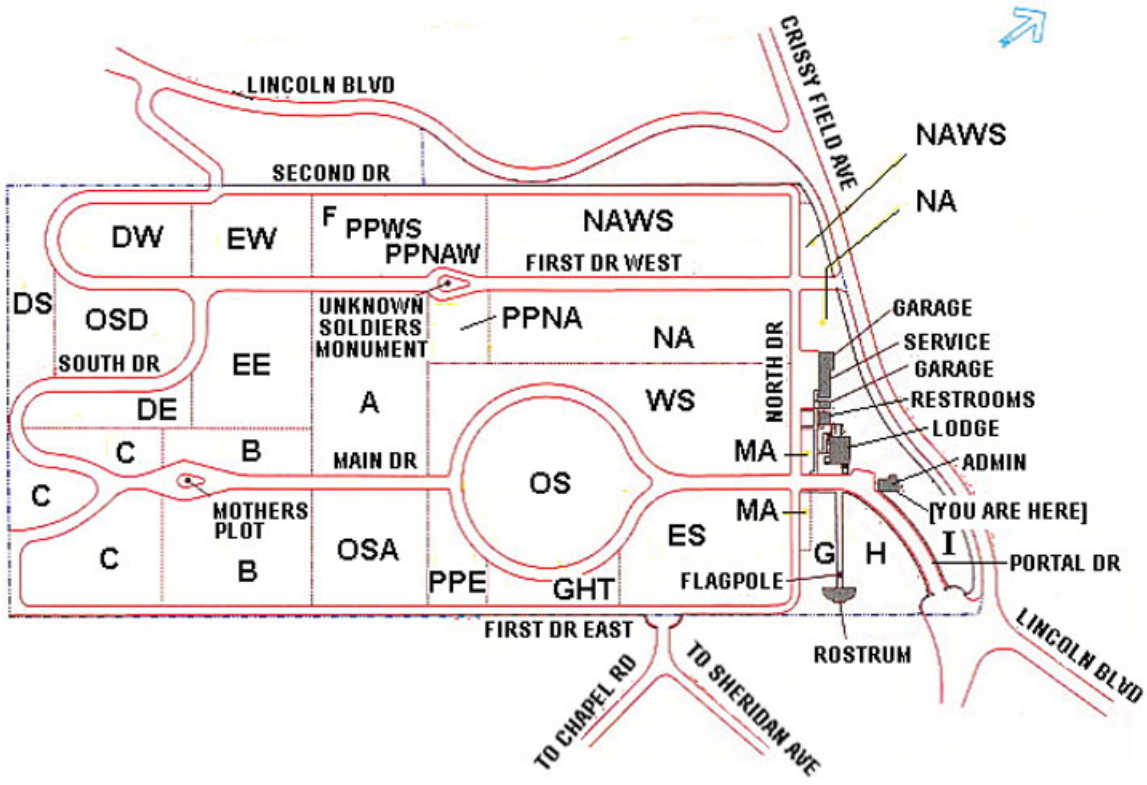 LINCOLN BLVD
CRISSY FIELD AVE
NAWS
NA
SECOND DR
DW
EW
F
PPWS
PPNAW
NAWS
FIRST DR WEST
DS
OSD
UNKNOWN
SOLDIERS
MONUMENT
PPNA
NA
NORTH DR
GARAGE
SERVICE
GARAGE
RESTROOMS
LODGE
ADMIN
[YOU ARE HERE]
SOUTH DR
EE
DE
A
WS
C
B
MAIN DR
MA
OS
C
MOTHERS
PLOT
MA
C
B
OSA
PPE
GHT
ES
G
H
I
FLAGPOLE
PORTAL DR
FIRST DR EAST
ROSTRUM
LINCOLN BLVD
TO CHAPEL RD
TO SHERIDAN AVE